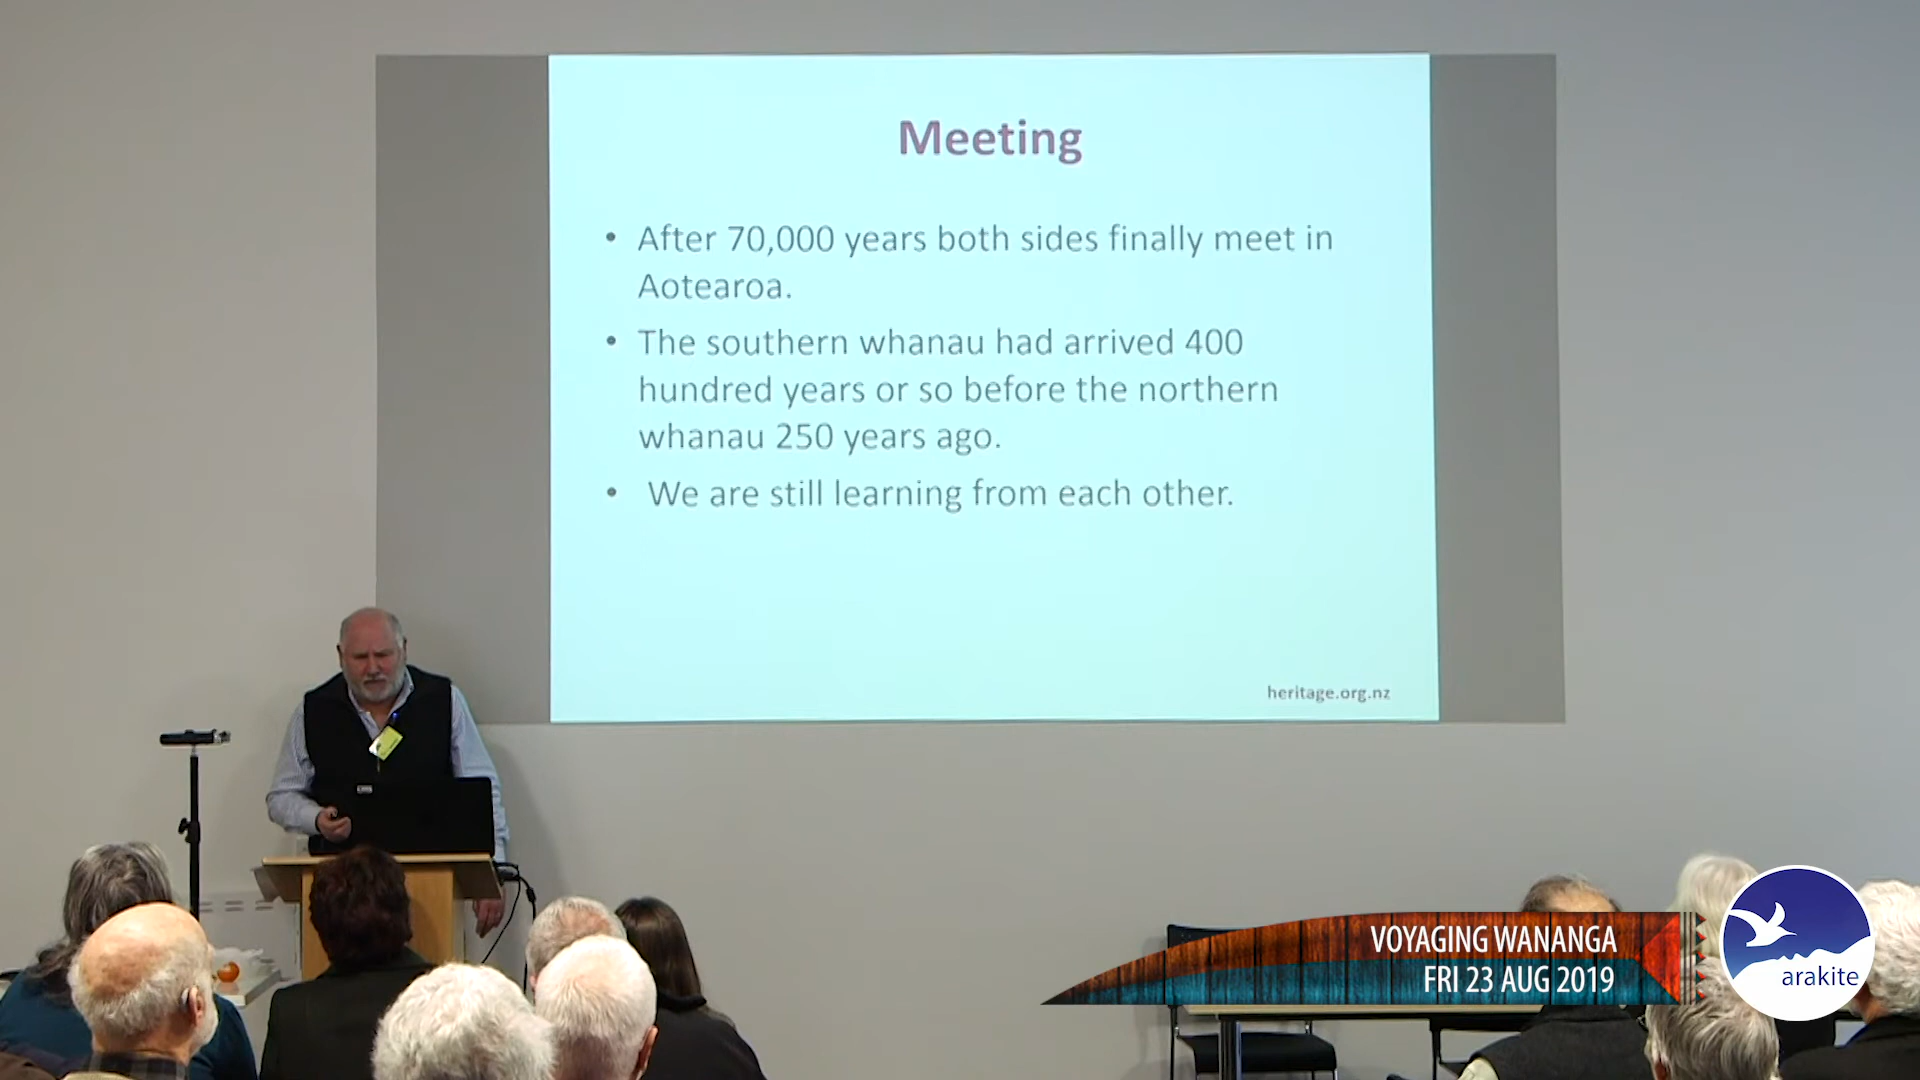 Meeting
• After 70,000 years both sides finally meet in
Aotearoa.
• The southern whanau had arrived 400
hundred years or so before the northern
whanau 250 years ago.
• We are still learning from each other.
heritage.org.nz
VOYAGING WANANGA
FRI 23 AUG 2019
arakite